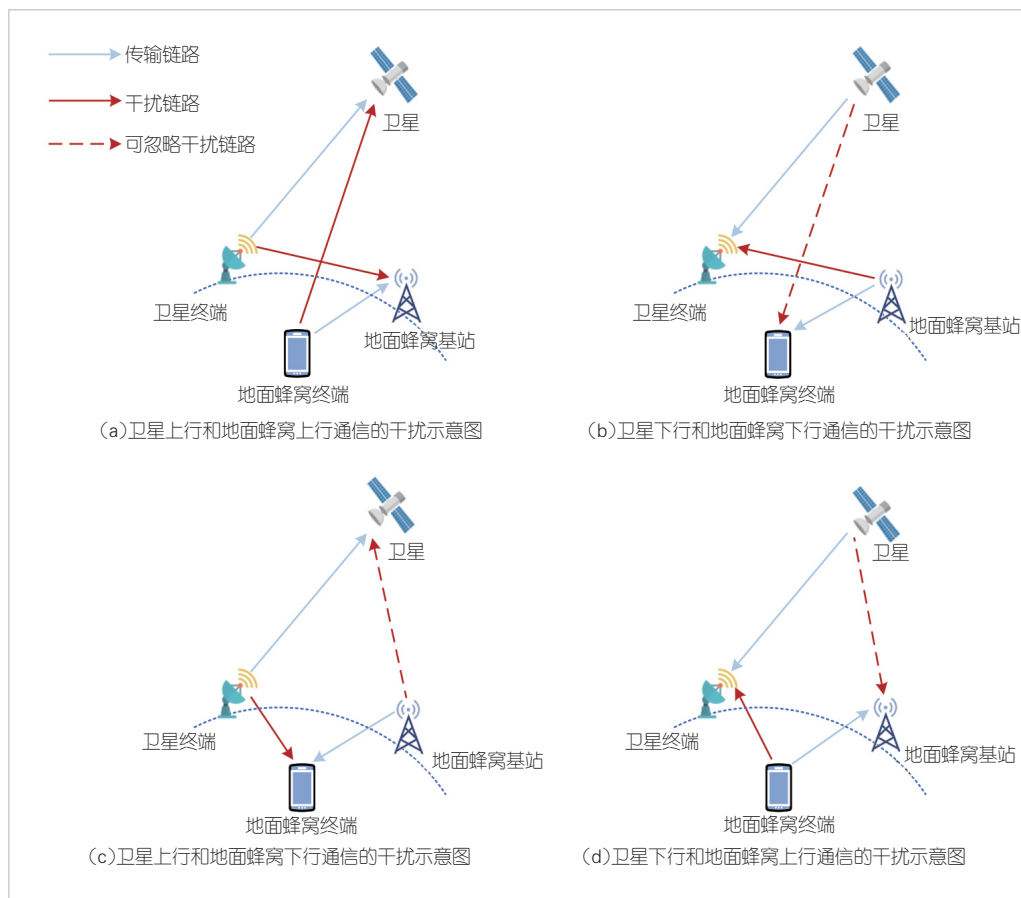 传输链路
干扰链路
可忽略干扰链路
卫星
卫星终端
地面蜂窝基站
地面蜂窝终端
(a)卫星上行和地面蜂窝上行通信的干扰示意图
卫星
卫星终端
地面蜂窝基站
地面蜂窝终端
(b)卫星下行和地面蜂窝下行通信的干扰示意图
卫星
卫星终端
地面蜂窝基站
地面蜂窝终端
(c)卫星上行和地面蜂窝下行通信的干扰示意图
卫星
卫星终端
地面蜂窝基站
地面蜂窝终端
(d)卫星下行和地面蜂窝上行通信的干扰示意图